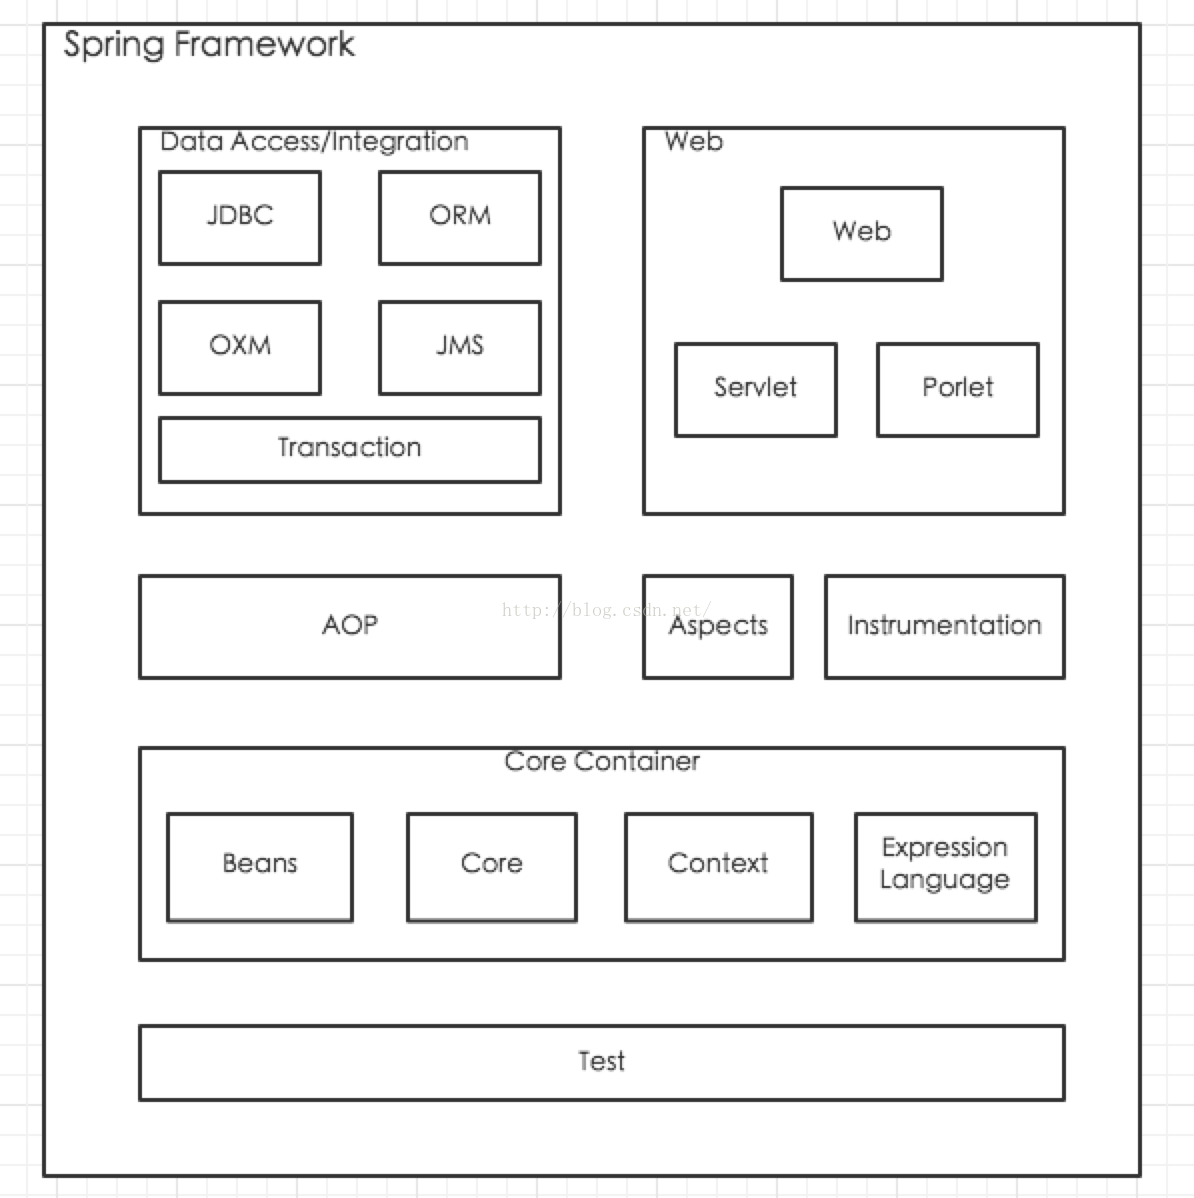 Spring Framework
Data Access/Integration
JDBC
ORM
OXM
JMS
Transaction
Web
Web
Servlet
Porlet
AOP
http://blog.csdn.net/
Aspects
Instrumentation
Core Container
Beans
Core
Context
Expression
Language
Test